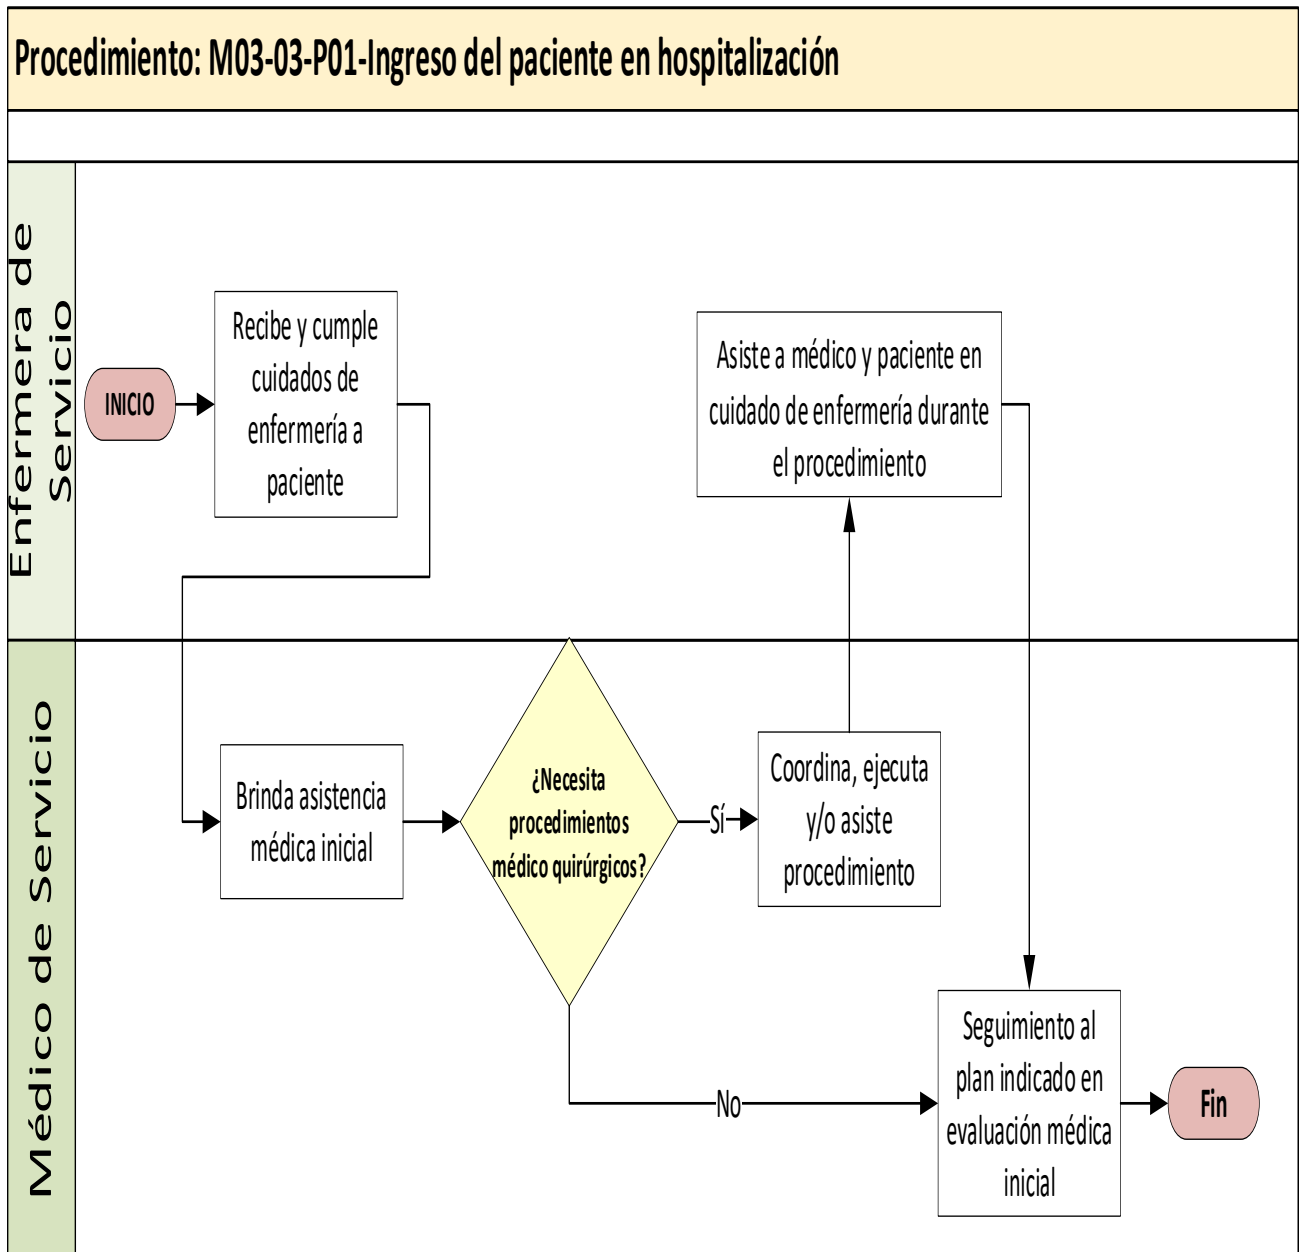 Procedimiento: M03-03-P01-Ingreso del paciente en hospitalización
Enfermera de
Servicio
INICIO
Recibe y cumple
cuidados de
enfermería a
paciente
Asiste a médico y paciente en
cuidado de enfermería durante
el procedimiento
Médico de Servicio
Brinda asistencia
médica inicial
¿Necesita
procedimientos
médico quirúrgicos?
Sí
Coordina, ejecuta
y/o asiste
procedimiento
No
Seguimiento al
plan indicado en
evaluación médica
inicial
Fin